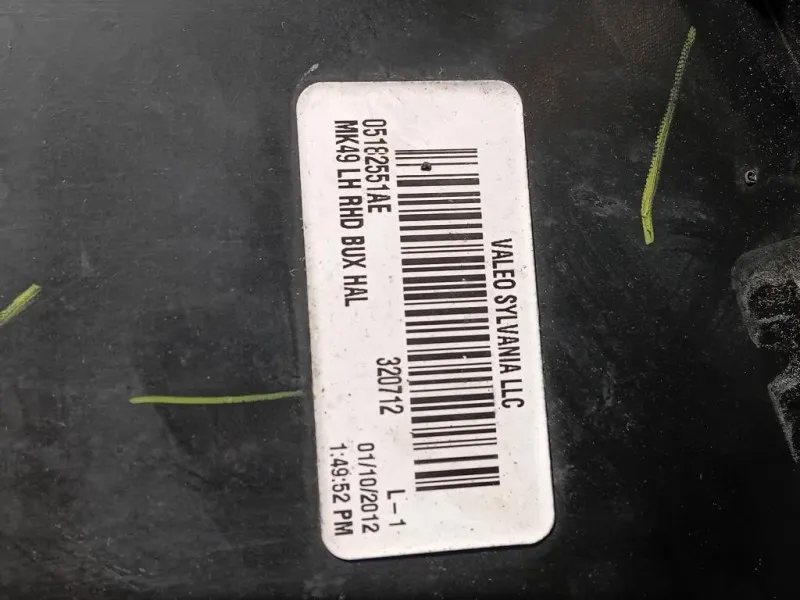 VALEO SYLVANIA LLC
05182551AE
MK49 LH RHD BUX HAL
320712
L-1
01/10/2012
1:49:52 PM